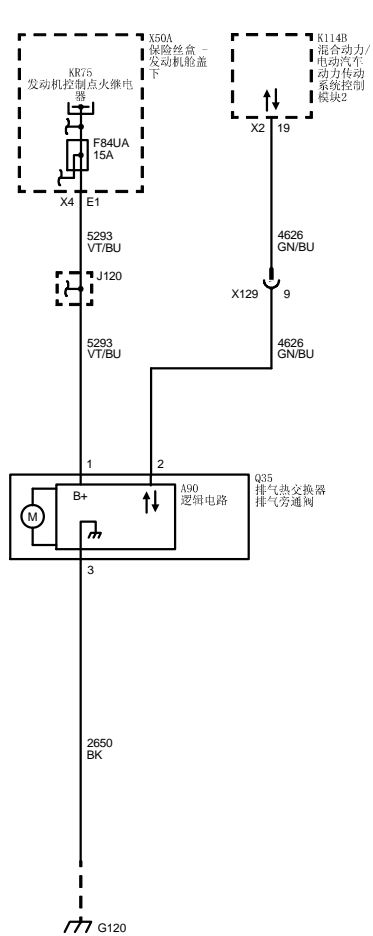 X50A
保险丝盒 -
发动机舱盖
下
KR75
发动机控制点火继电
器
F84UA
15A
X4 E1
K114B
混合动力/
电动汽车
动力传动
系统控制
模块2
X2 19
5293
VT/BU
4626
GN/BU
J120
X129 9
5293
VT/BU
4626
GN/BU
1 2
Q35
排气热交换器
排气旁通阀
A90
逻辑电路
B+
M
3
2650
BK
G120